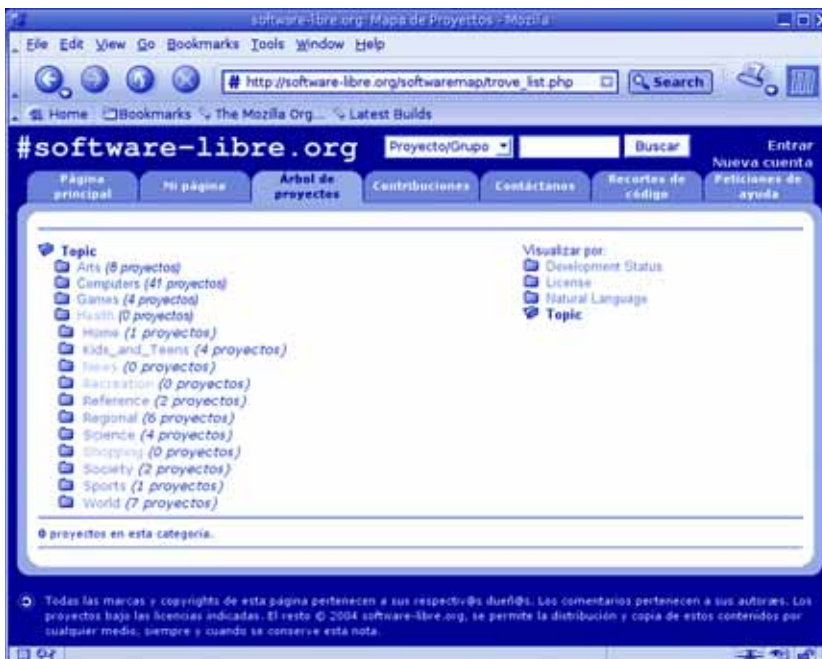 software-libre.org: Mapa de Proyectos - Mozilla
File Edit View Go Bookmarks Tools Window Help
http://software-libre.org/softwaremap/trove_list.php Search
Home Bookmarks The Mozilla Org... Latest Builds
#software-libre.org Proyecto/Grupo Buscar Entrar
Nueva cuenta
Página principal Mi página Árbol de proyectos Contribuciones Contáctanos Recortes de código Peticiones de ayuda
Topic
Arts (8 proyectos)
Computers (41 proyectos)
Games (4 proyectos)
Health (0 proyectos)
Home (1 proyectos)
Kids_and_Teens (4 proyectos)
News (0 proyectos)
Recreation (0 proyectos)
Reference (2 proyectos)
Regional (6 proyectos)
Science (4 proyectos)
Shopping (0 proyectos)
Society (2 proyectos)
Sports (1 proyectos)
World (7 proyectos)
Visualizar por:
Development Status
License
Natural Language
Topic
0 proyectos en esta categoría.
Todas las marcas y copyrights de esta página pertenecen a sus respectiv@s dueñ@s. Los comentarios pertenecen a sus autoræs. Los
proyectos bajo las licencias indicadas. El resto © 2004 software-libre.org, se permite la distribución y copia de estos contenidos por
cualquier medio, siempre y cuando se conserve esta nota.